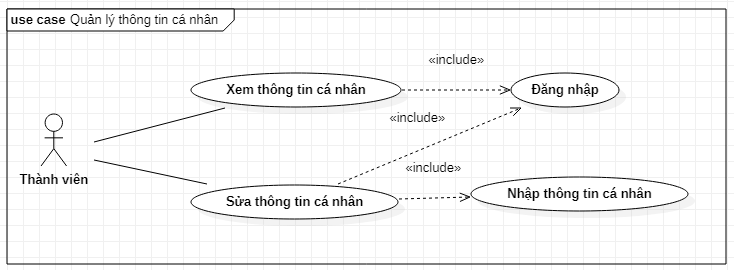 use case Quản lý thông tin cá nhân
«include»
Xem thông tin cá nhân
Đăng nhập
«include»
«include»
Thành viên
Sửa thông tin cá nhân
Nhập thông tin cá nhân